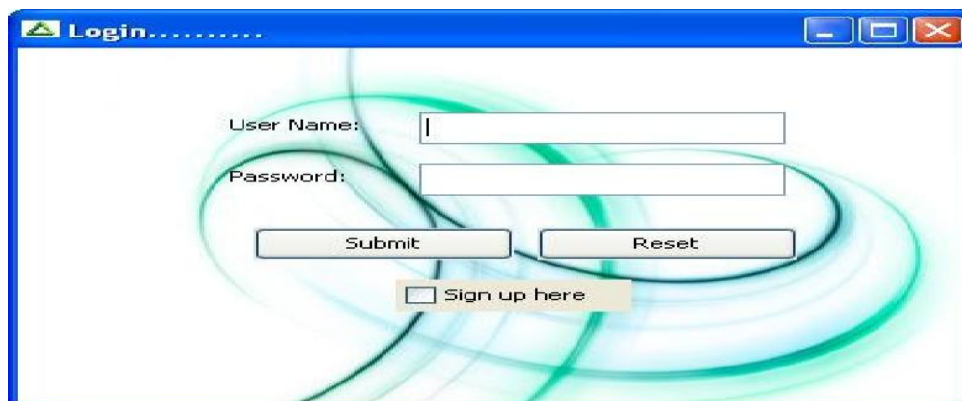 Login..........
User Name:
Password:
Submit Reset
Sign up here